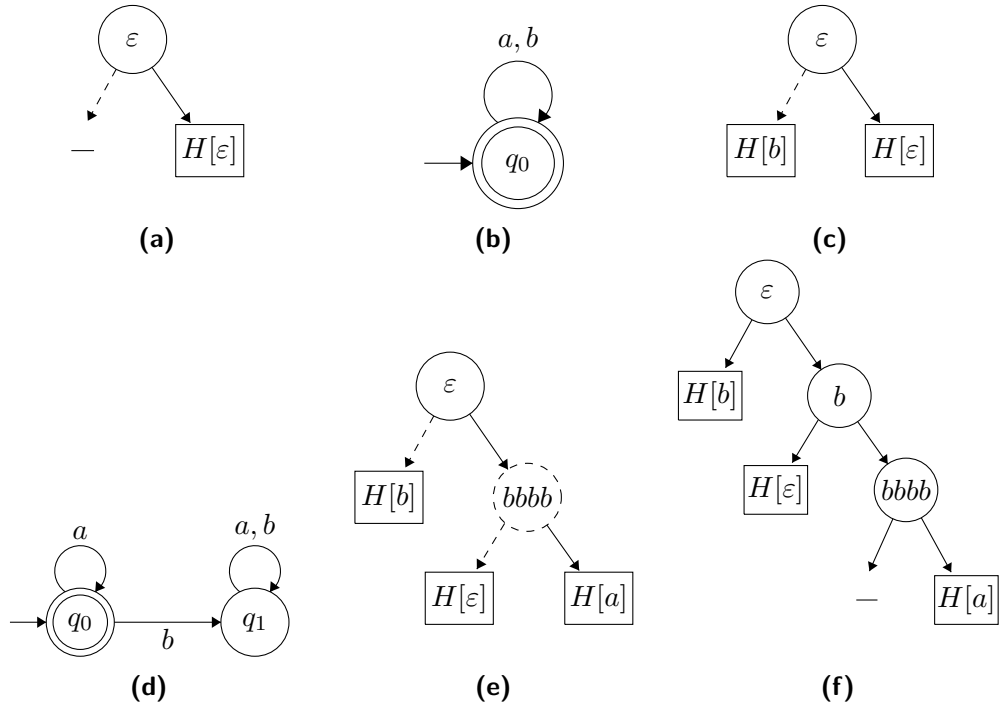 ε
— H[ε]
(a)
a, b
q₀
(b)
ε
H[b] H[ε]
(c)
a a, b
q₀ b q₁
(d)
ε
H[b] bbbb
H[ε] H[a]
(e)
ε
H[b] b
H[ε] bbbb
— H[a]
(f)